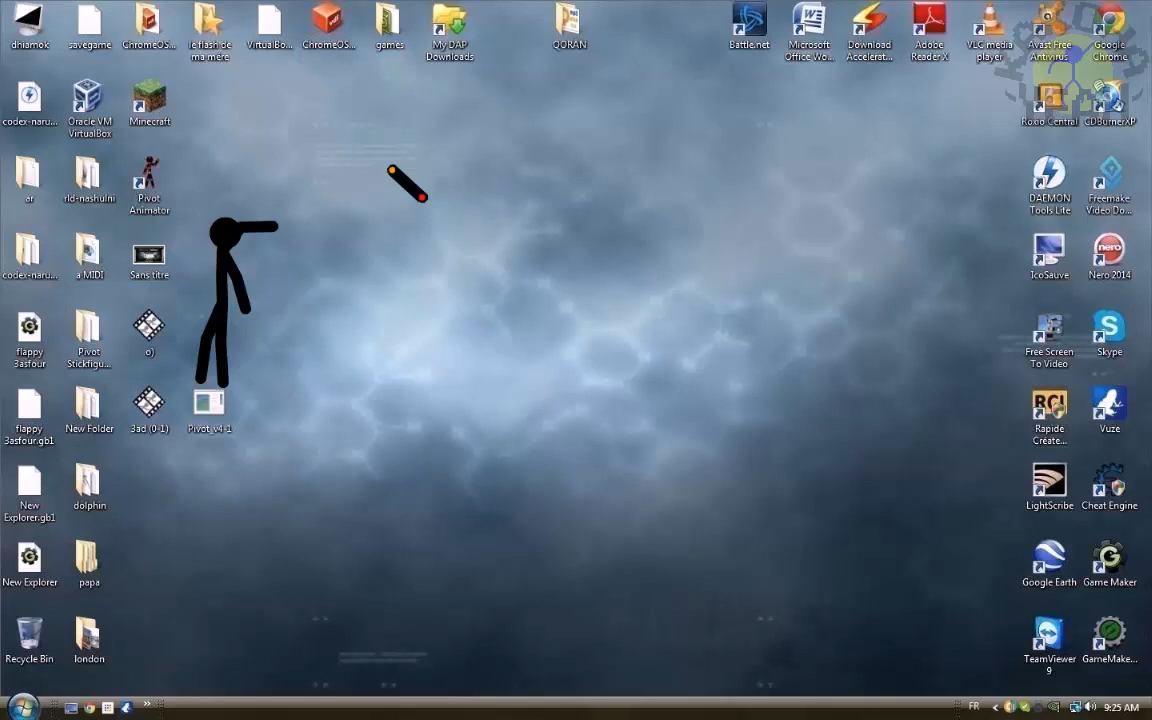 dhiamok
savegame
ChromeOS...
le flash de
ma mere
VirtualBo...
ChromeOS...
games
My DAP
Downloads
QORAN
Battle.net
Microsoft
Office Wo...
Download
Accelerat...
Adobe
Reader X
VLC media
player
Avast Free
Antivirus
Google
Chrome
codex-naru...
Oracle VM
VirtualBox
Minecraft
Roxio Central
CDBurnerXP
ar
rld-nashulni
Pivot
Animator
DAEMON
Tools Lite
Freemake
Video Do...
codex-naru...
a MIDI
Sans titre
IcoSauve
nero
Nero 2014
flappy
3asfour
Pivot
Stickfigu...
o)
Free Screen
To Video
Skype
flappy
3asfour.gb1
New Folder
3ad (0-1)
Pivot_v4-1
RCI
Rapide
Créate...
Vuze
New
Explorer.gb1
dolphin
LightScribe
Cheat Engine
New Explorer
papa
Google Earth
Game Maker
Recycle Bin
london
TeamViewer
9
GameMake...
FR
9:25 AM